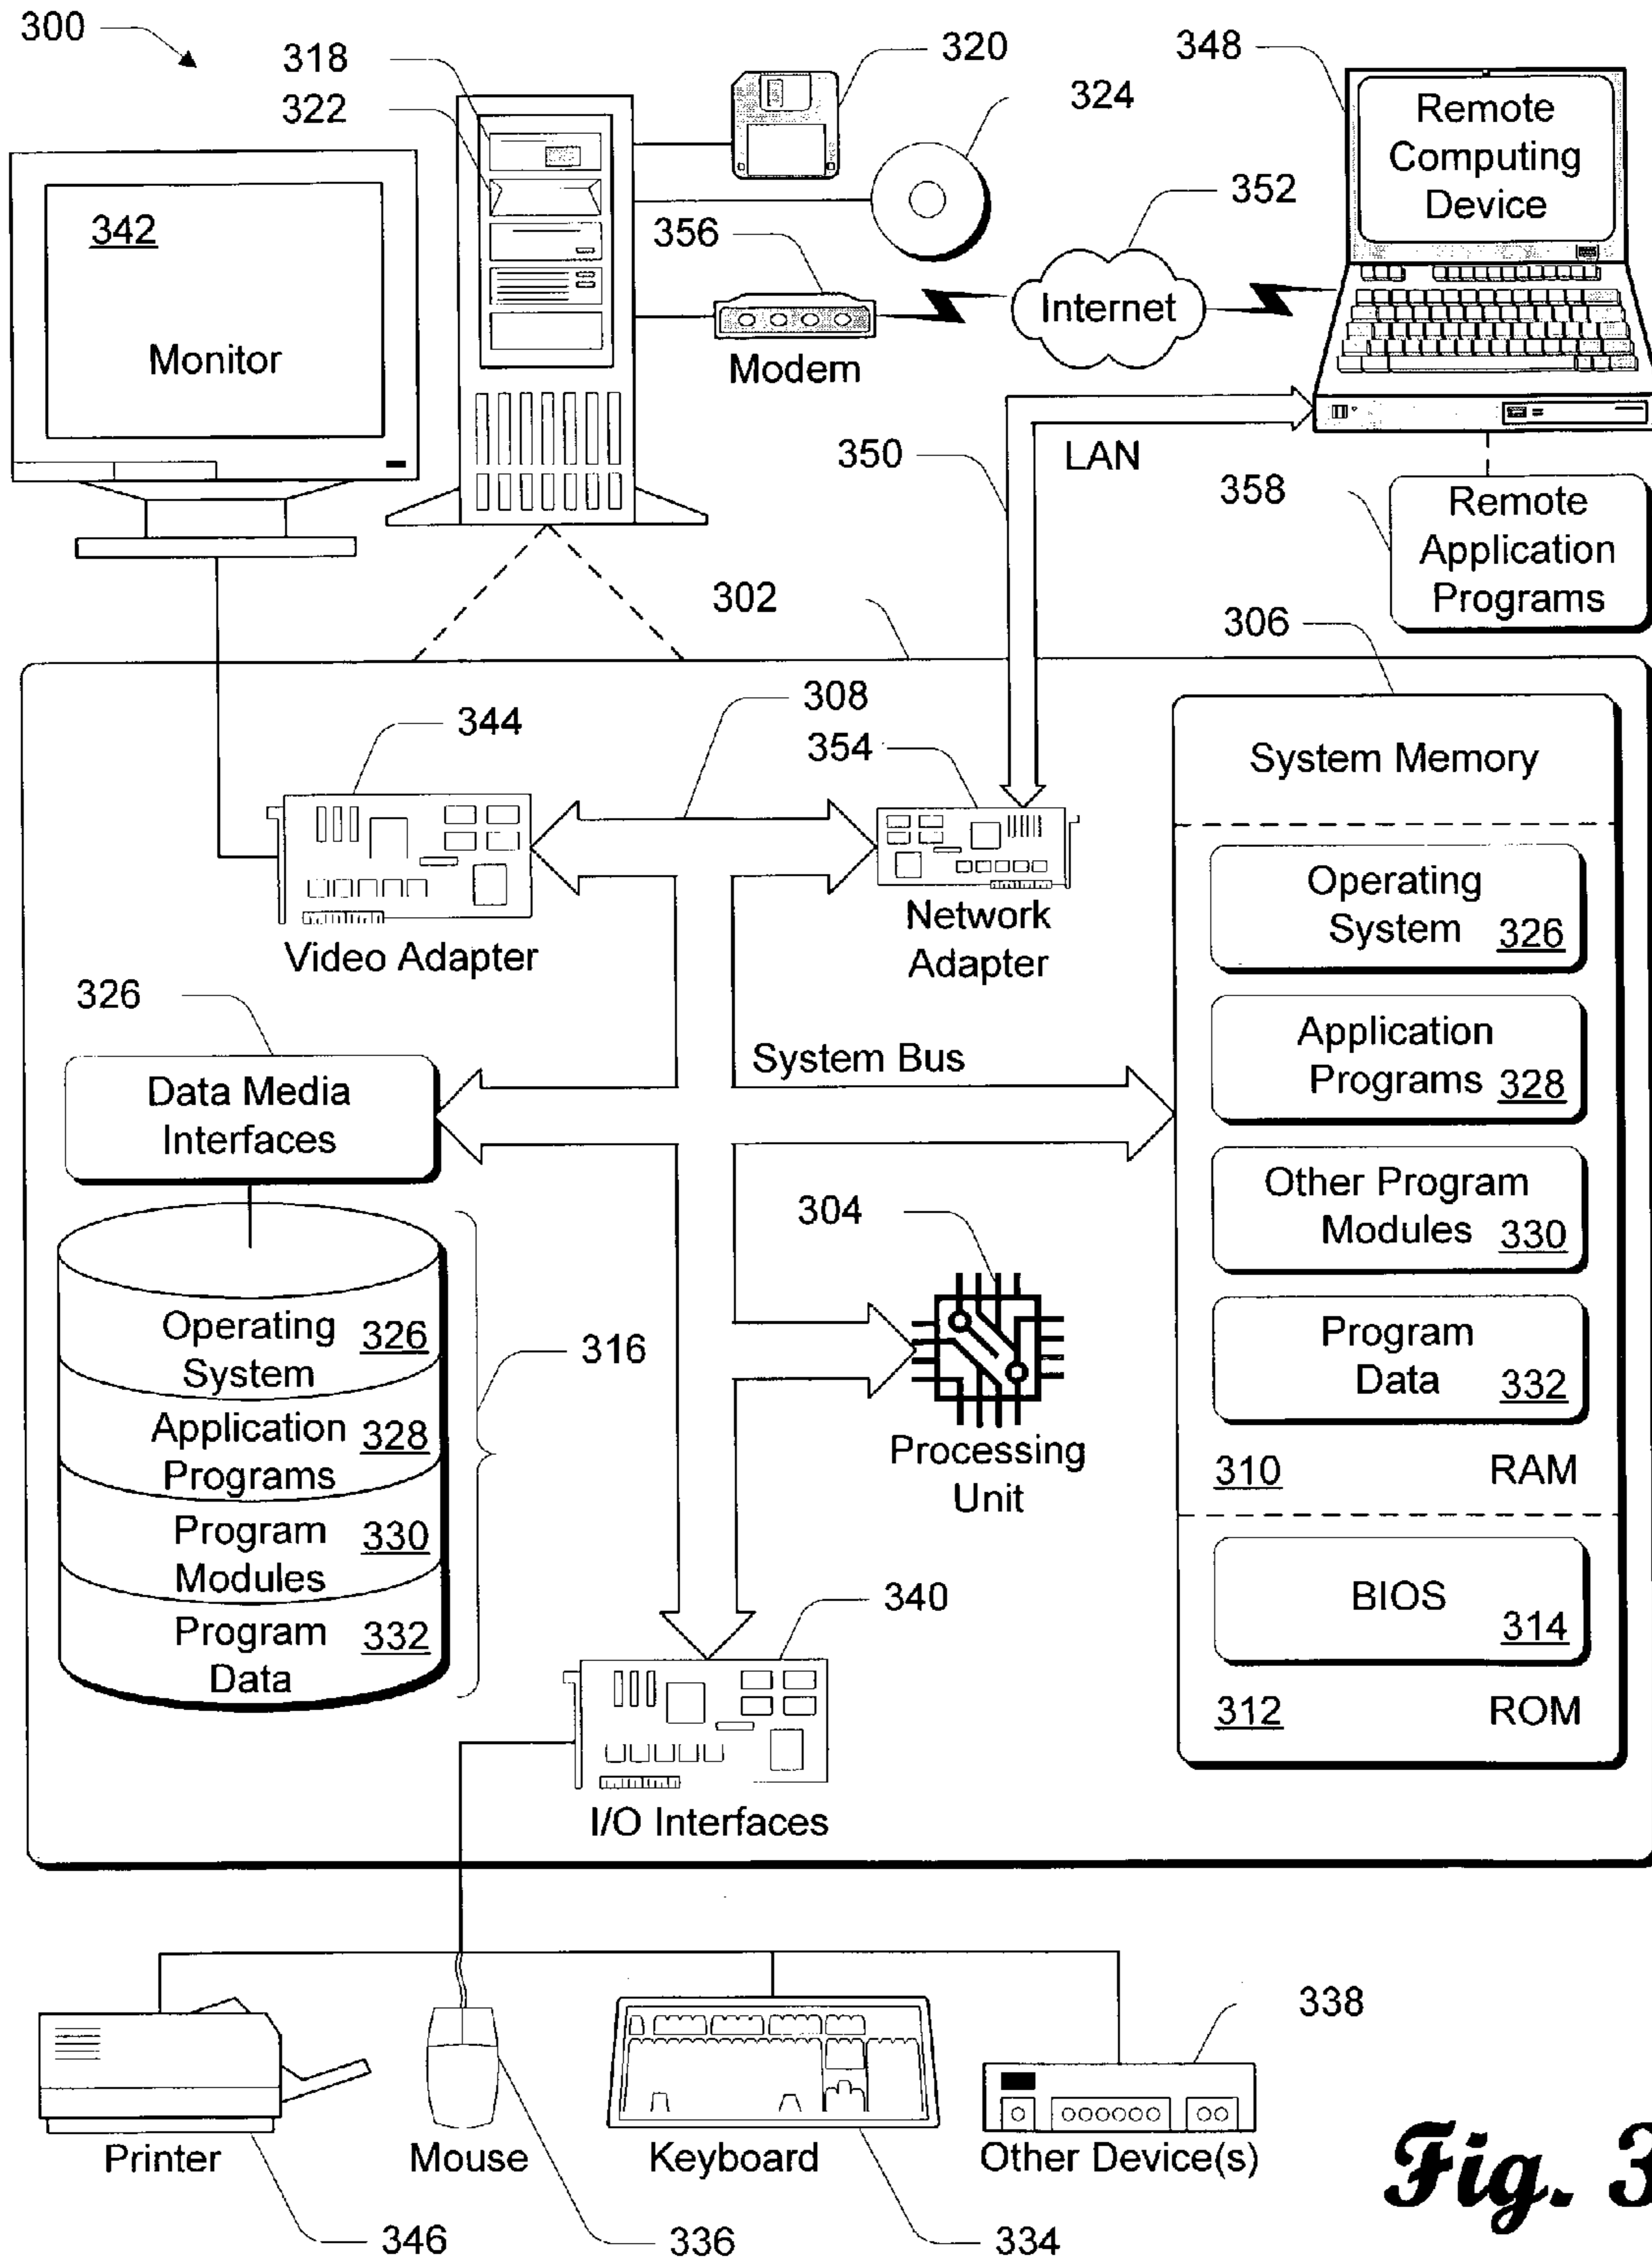 300
318
322
320
324
348
Remote
Computing
Device
342
Monitor
356
Modem
352
Internet
350
LAN
358
Remote
Application
Programs
302
306
308
344
354
Video Adapter
Network
Adapter
System Memory
Operating
System 326
Application
Programs 328
Other Program
Modules 330
Program
Data 332
310 RAM
BIOS
314
312 ROM
326
Data Media
Interfaces
System Bus
304
Processing
Unit
Operating
System 326
Application
Programs 328
Program
Modules 330
Program
Data 332
316
340
I/O Interfaces
338
Printer
Mouse
Keyboard
Other Device(s)
346
336
334
Fig. 3